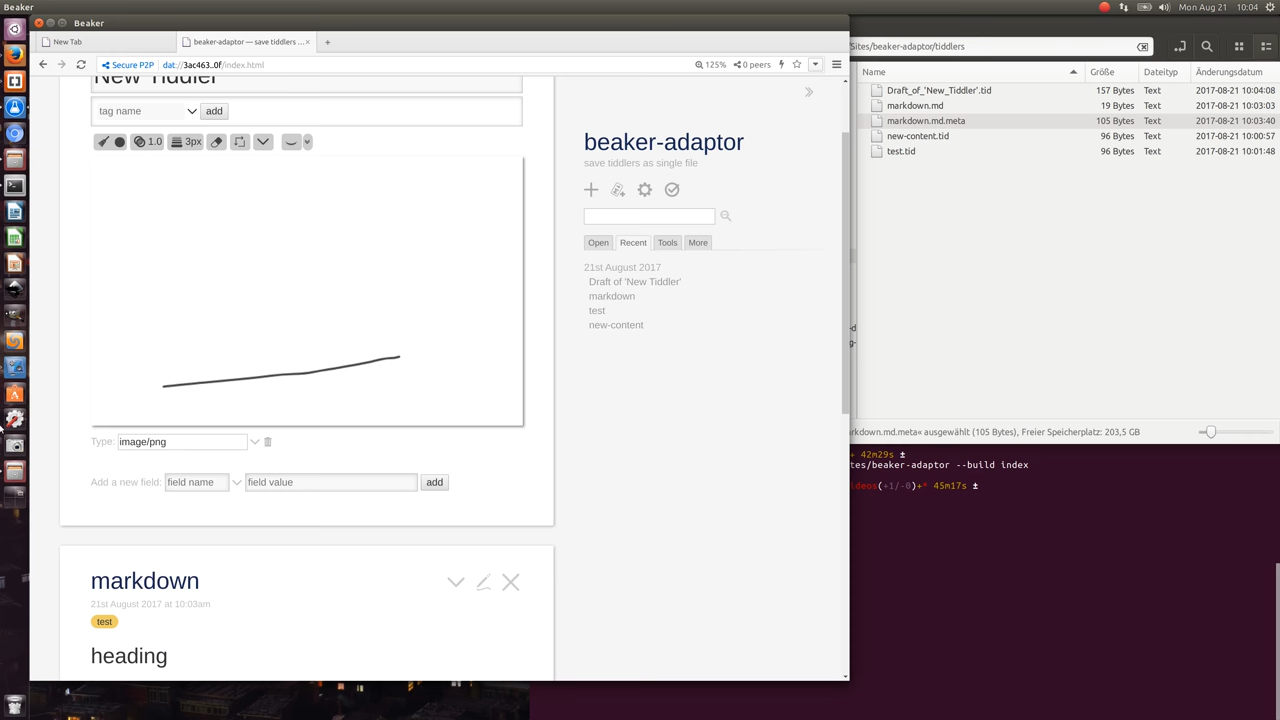 Beaker
Mon Aug 21 10:04
Beaker
New Tab
beaker-adaptor — save tiddlers ...
Secure P2P
dat://3ac463..0f/index.html
125%
0 peers
New Tiddler
tag name
add
1.0
3px
Type:
image/png
Add a new field:
field name
field value
add
markdown
21st August 2017 at 10:03am
test
heading
beaker-adaptor
save tiddlers as single file
Open
Recent
Tools
More
21st August 2017
Draft of 'New Tiddler'
markdown
test
new-content
Sites/beaker-adaptor/tiddlers
Name
Größe
Dateityp
Änderungsdatum
Draft_of_'New_Tiddler'.tid 157 Bytes Text 2017-08-21 10:04:08
markdown.md 19 Bytes Text 2017-08-21 10:03:03
markdown.md.meta 105 Bytes Text 2017-08-21 10:03:40
new-content.tid 96 Bytes Text 2017-08-21 10:00:57
test.tid 96 Bytes Text 2017-08-21 10:01:48
rkdown.md.meta« ausgewählt (105 Bytes), Freier Speicherplatz: 203,5 GB
+ 42m29s ±
tes/beaker-adaptor --build index
ideos(+1/-0)+* 45m17s ±